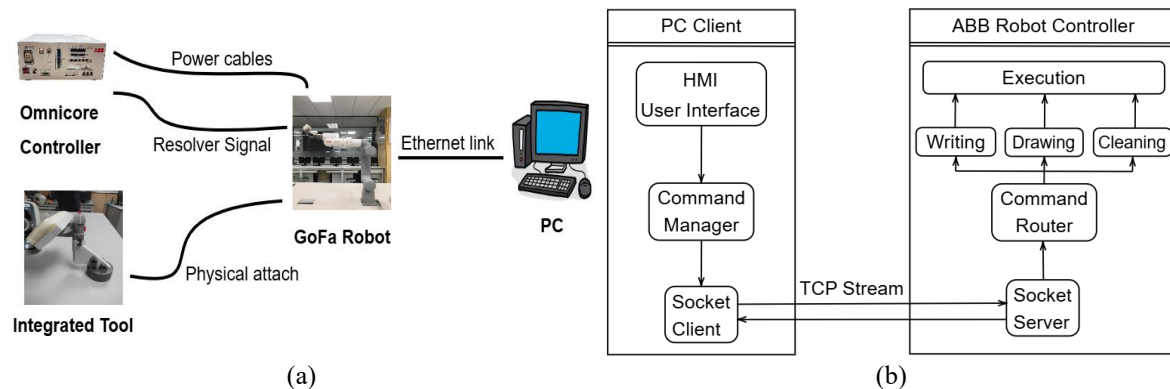 Power cables
Omnicore
Controller
Resolver Signal
Ethernet link
GoFa Robot
PC
Physical attach
Integrated Tool
(a)
PC Client
HMI
User Interface
Command
Manager
Socket
Client
TCP Stream
ABB Robot Controller
Execution
Writing
Drawing
Cleaning
Command
Router
Socket
Server
(b)